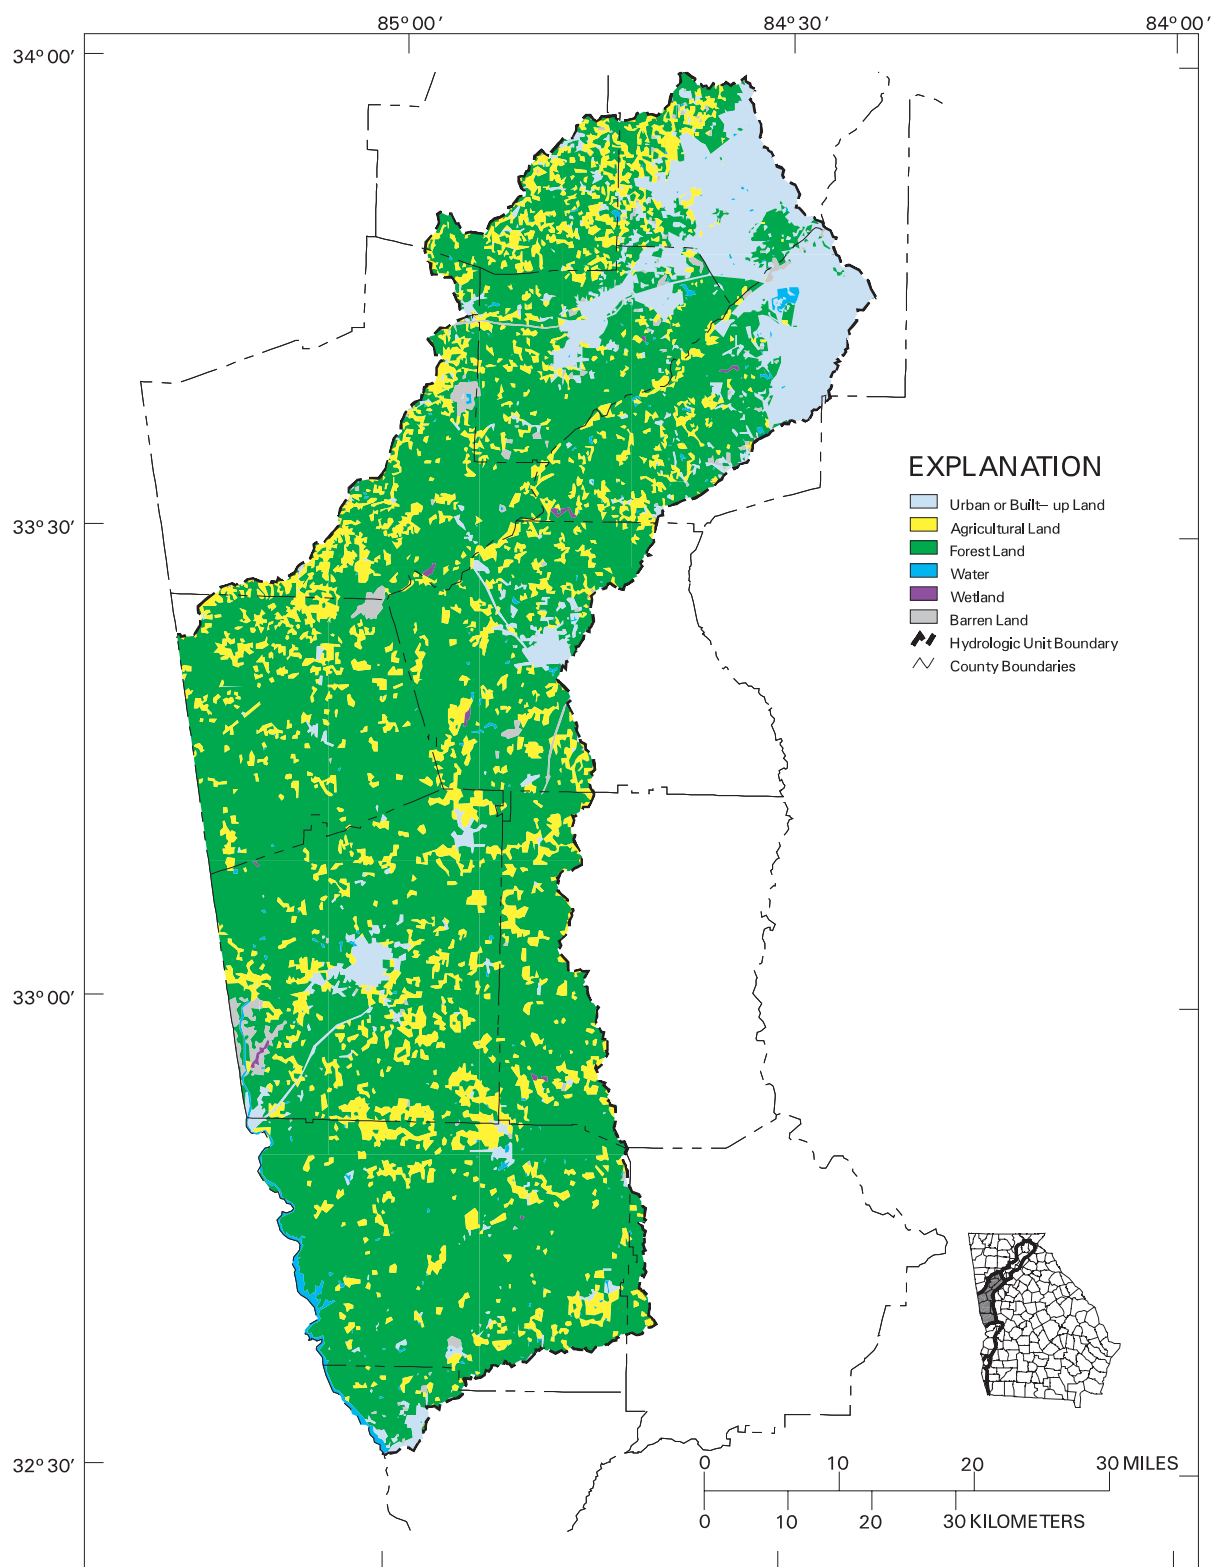 85° 00′
84° 30′
84° 00′
34° 00′
33° 30′
33° 00′
32° 30′
EXPLANATION
Urban or Built– up Land
Agricultural Land
Forest Land
Water
Wetland
Barren Land
Hydrologic Unit Boundary
County Boundaries
0 10 20 30 MILES
0 10 20 30 KILOMETERS